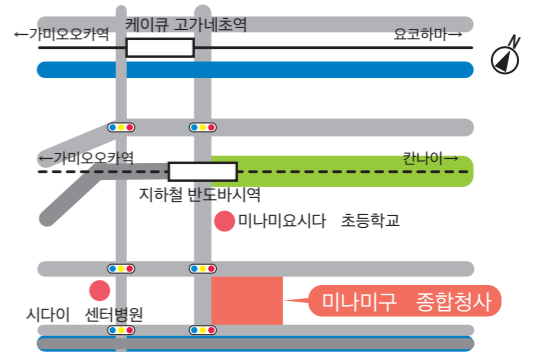 케이큐 고가네초역
←가미오오카역
요코하마→
N
←가미오오카역
칸나이→
지하철 반도바시역
미나미요시다 초등학교
미나미구 종합청사
시다이 센터병원